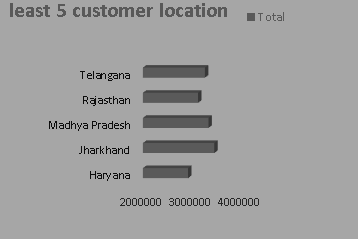 least 5 customer location
Total
Telangana
Rajasthan
Madhya Pradesh
Jharkhand
Haryana
2000000 3000000 4000000